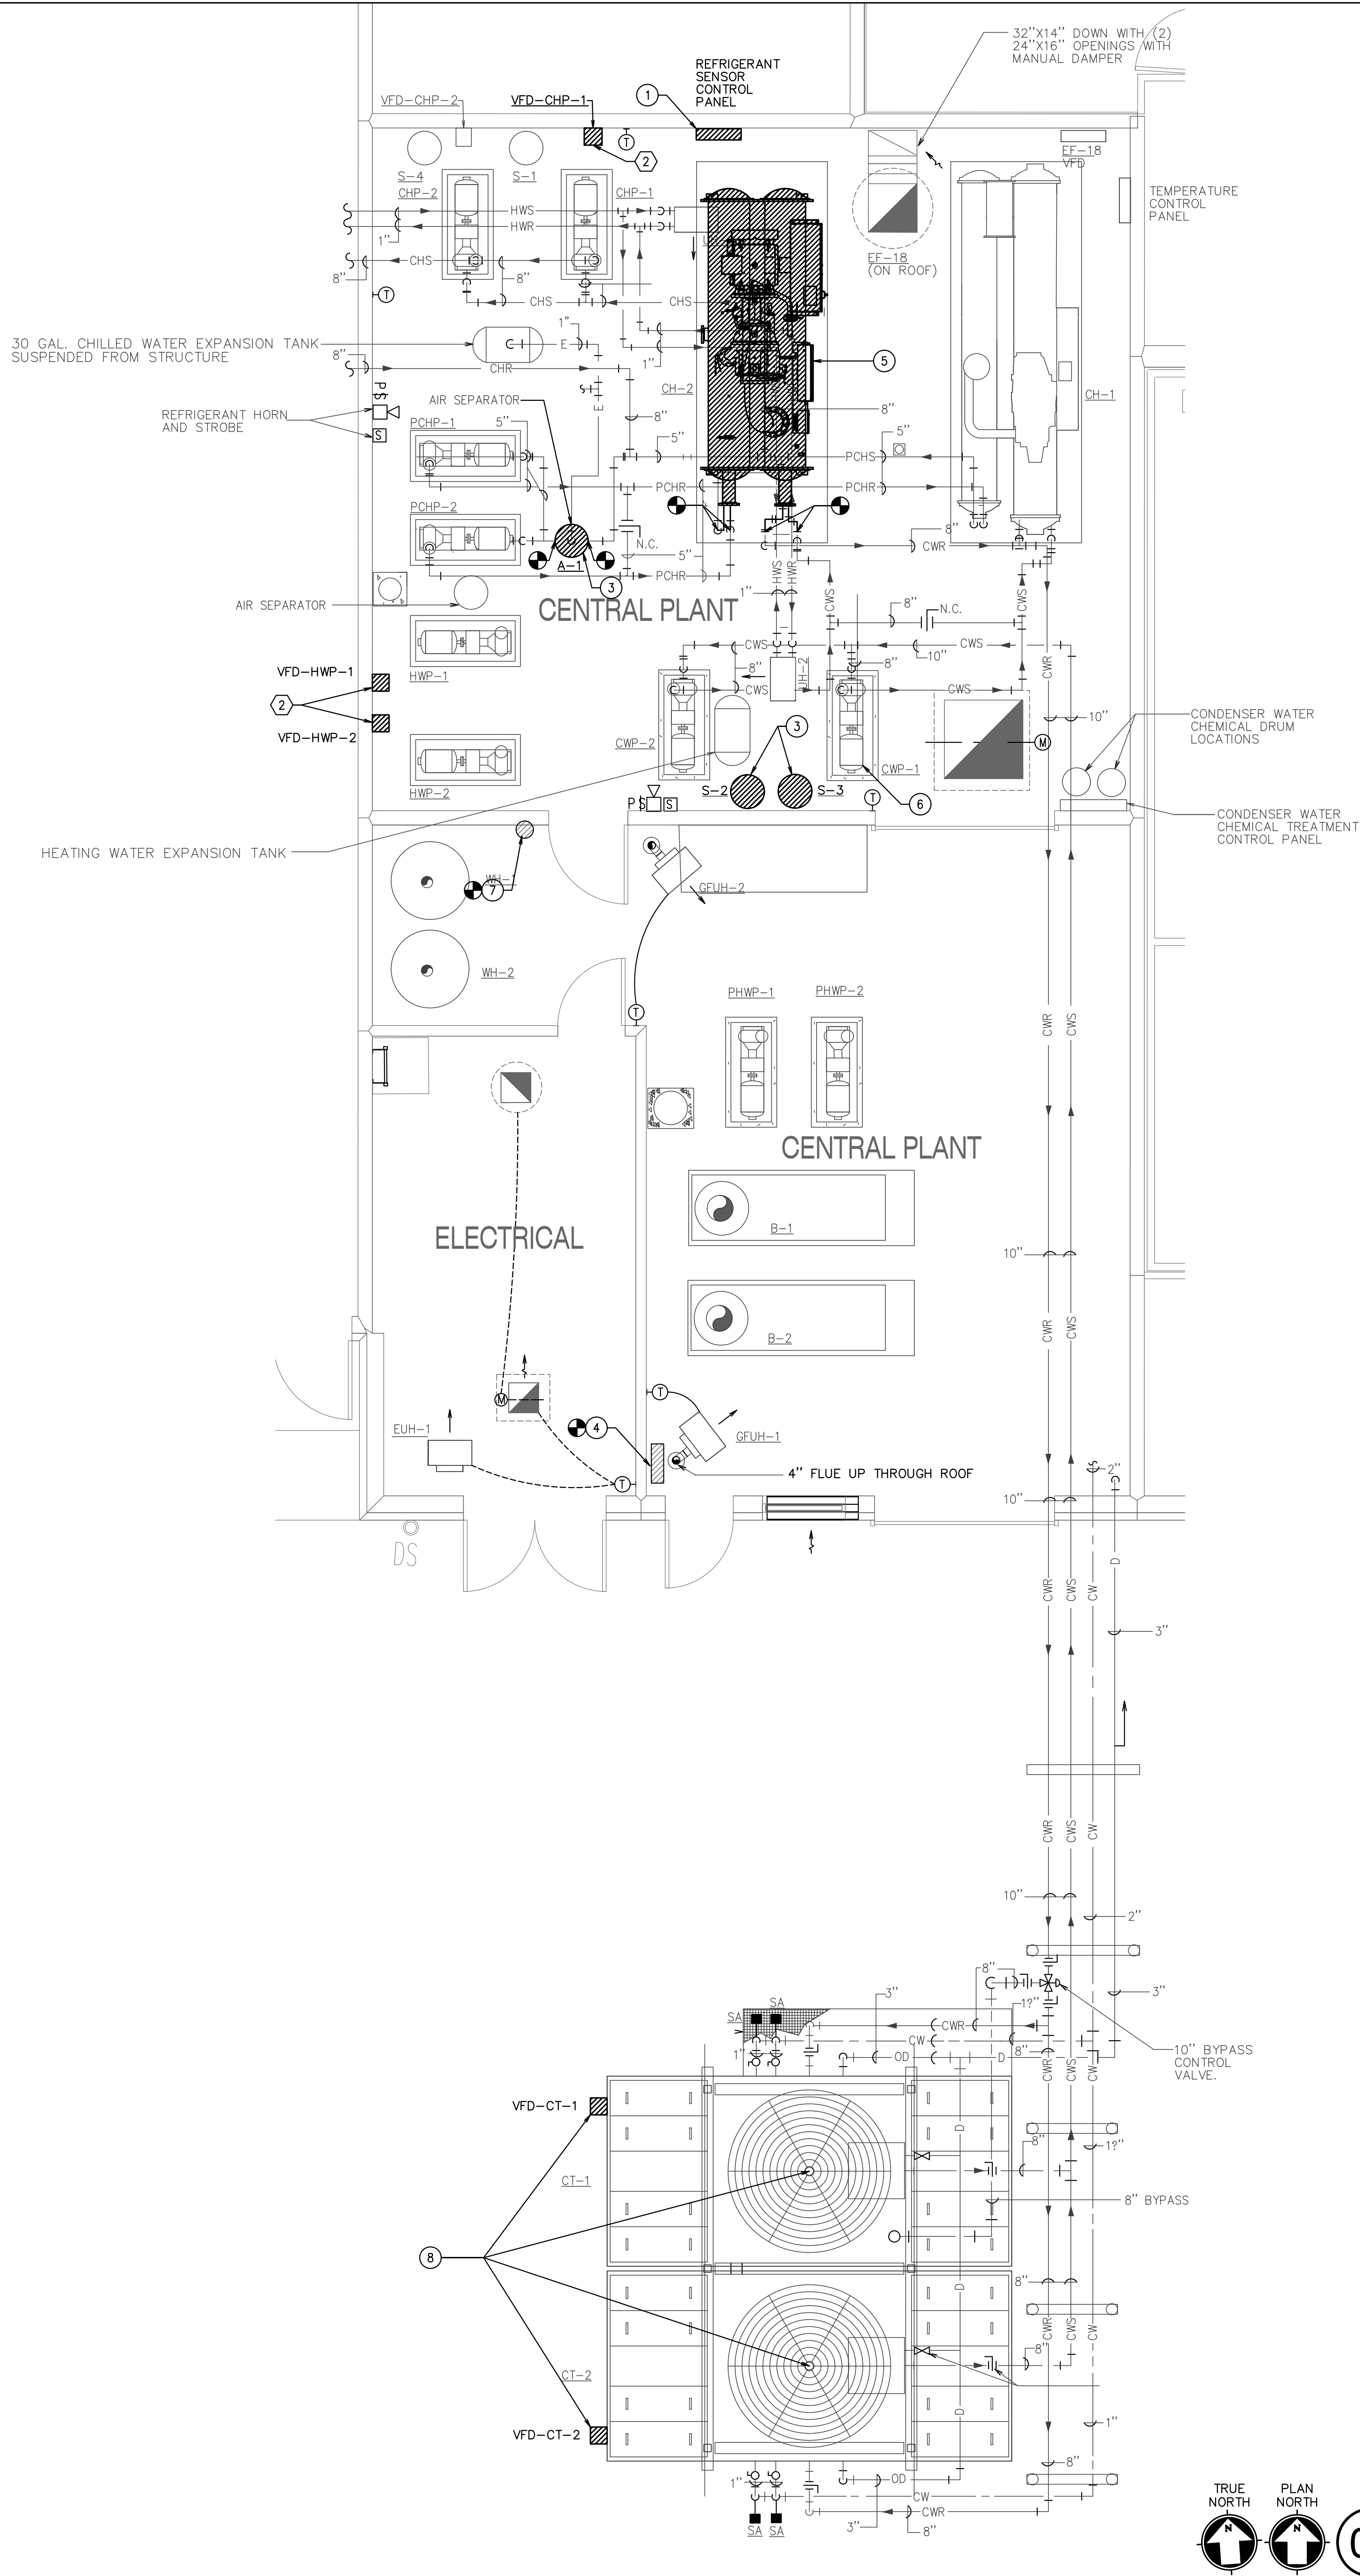 32"X14" DOWN WITH (2)
24"X16" OPENINGS WITH
MANUAL DAMPER
REFRIGERANT
SENSOR
CONTROL
PANEL
1
VFD-CHP-2
VFD-CHP-1
T
2
EF-18
VFD
S-4
S-1
CHP-2
CHP-1
TEMPERATURE
CONTROL
PANEL
HWS
HWR
1"
EF-18
(ON ROOF)
CHS
8"
8"
CHS
CHS
T
30 GAL. CHILLED WATER EXPANSION TANK
SUSPENDED FROM STRUCTURE
1"
E
8"
CHR
1"
5
CH-2
CH-1
E
AIR SEPARATOR
REFRIGERANT HORN
AND STROBE
S
PCHP-1
5"
8"
8"
5"
5"
PCHS
PCHR
PCHR
PCHP-2
N.C.
8"
CWR
A-1
5"
3
PCHR
HWS
HWR
1"
CWS
CWS
AIR SEPARATOR
CENTRAL PLANT
8"
N.C.
CWS
CWS
10"
8"
8"
CWR
VFD-HWP-1
HWP-1
UH-2
CWS
CWS
2
VFD-HWP-2
10"
CONDENSER WATER
CHEMICAL DRUM
LOCATIONS
3
M
CWP-2
CWP-1
HWP-2
S-2
S-3
T
6
S
CONDENSER WATER
CHEMICAL TREATMENT
CONTROL PANEL
HEATING WATER EXPANSION TANK
WH-1
7
GFUH-2
WH-2
PHWP-1
PHWP-2
T
CWR
CWS
CENTRAL PLANT
B-1
ELECTRICAL
10"
B-2
CWR
CWS
M
T
EUH-1
4
GFUH-1
4" FLUE UP THROUGH ROOF
2"
T
10"
DS
D
CWR
CWS
CW
3"
CWR
CWS
CW
10"
2"
8"
3"
3"
SA
SA
1?"
CWR
CW
8"
10" BYPASS
CONTROL
VALVE.
1"
OD
D
CWR
CWS
CW
VFD-CT-1
D
8"
1?"
CT-1
8" BYPASS
8
8"
D
CWR
CWS
CW
8"
CT-2
D
VFD-CT-2
1"
8"
1"
OD
CW
CWR
SA
SA
3"
8"
TRUE
NORTH
PLAN
NORTH
N
N